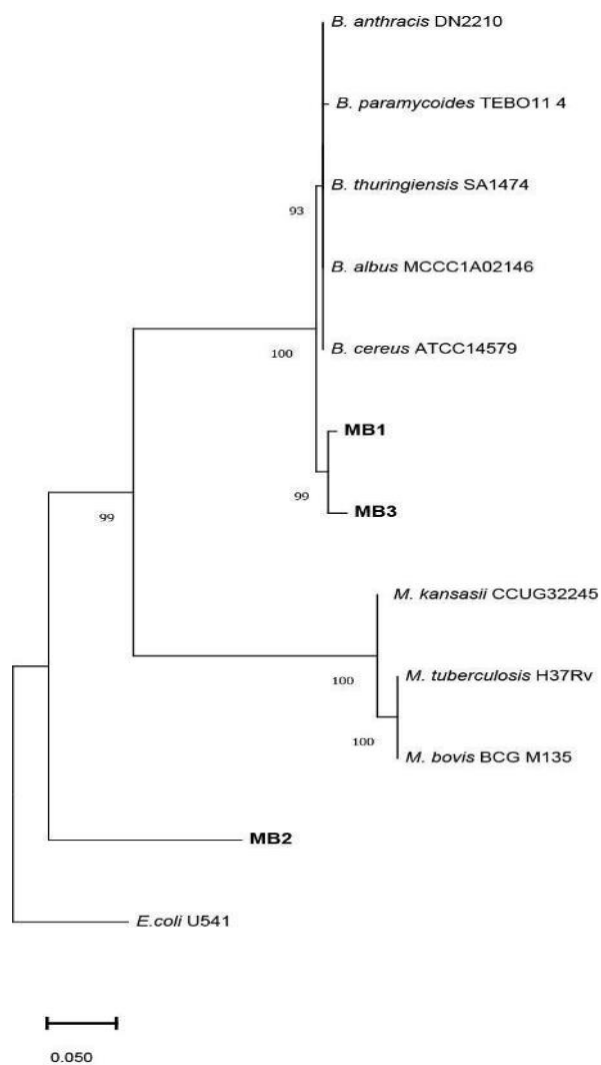 B. anthracis DN2210
B. paramycoides TEBO11 4
B. thuringiensis SA1474
93
B. albus MCCC1A02146
B. cereus ATCC14579
100
MB1
99
MB3
99
M. kansasii CCUG32245
M. tuberculosis H37Rv
100
100
M. bovis BCG M135
MB2
E.coli U541
0.050